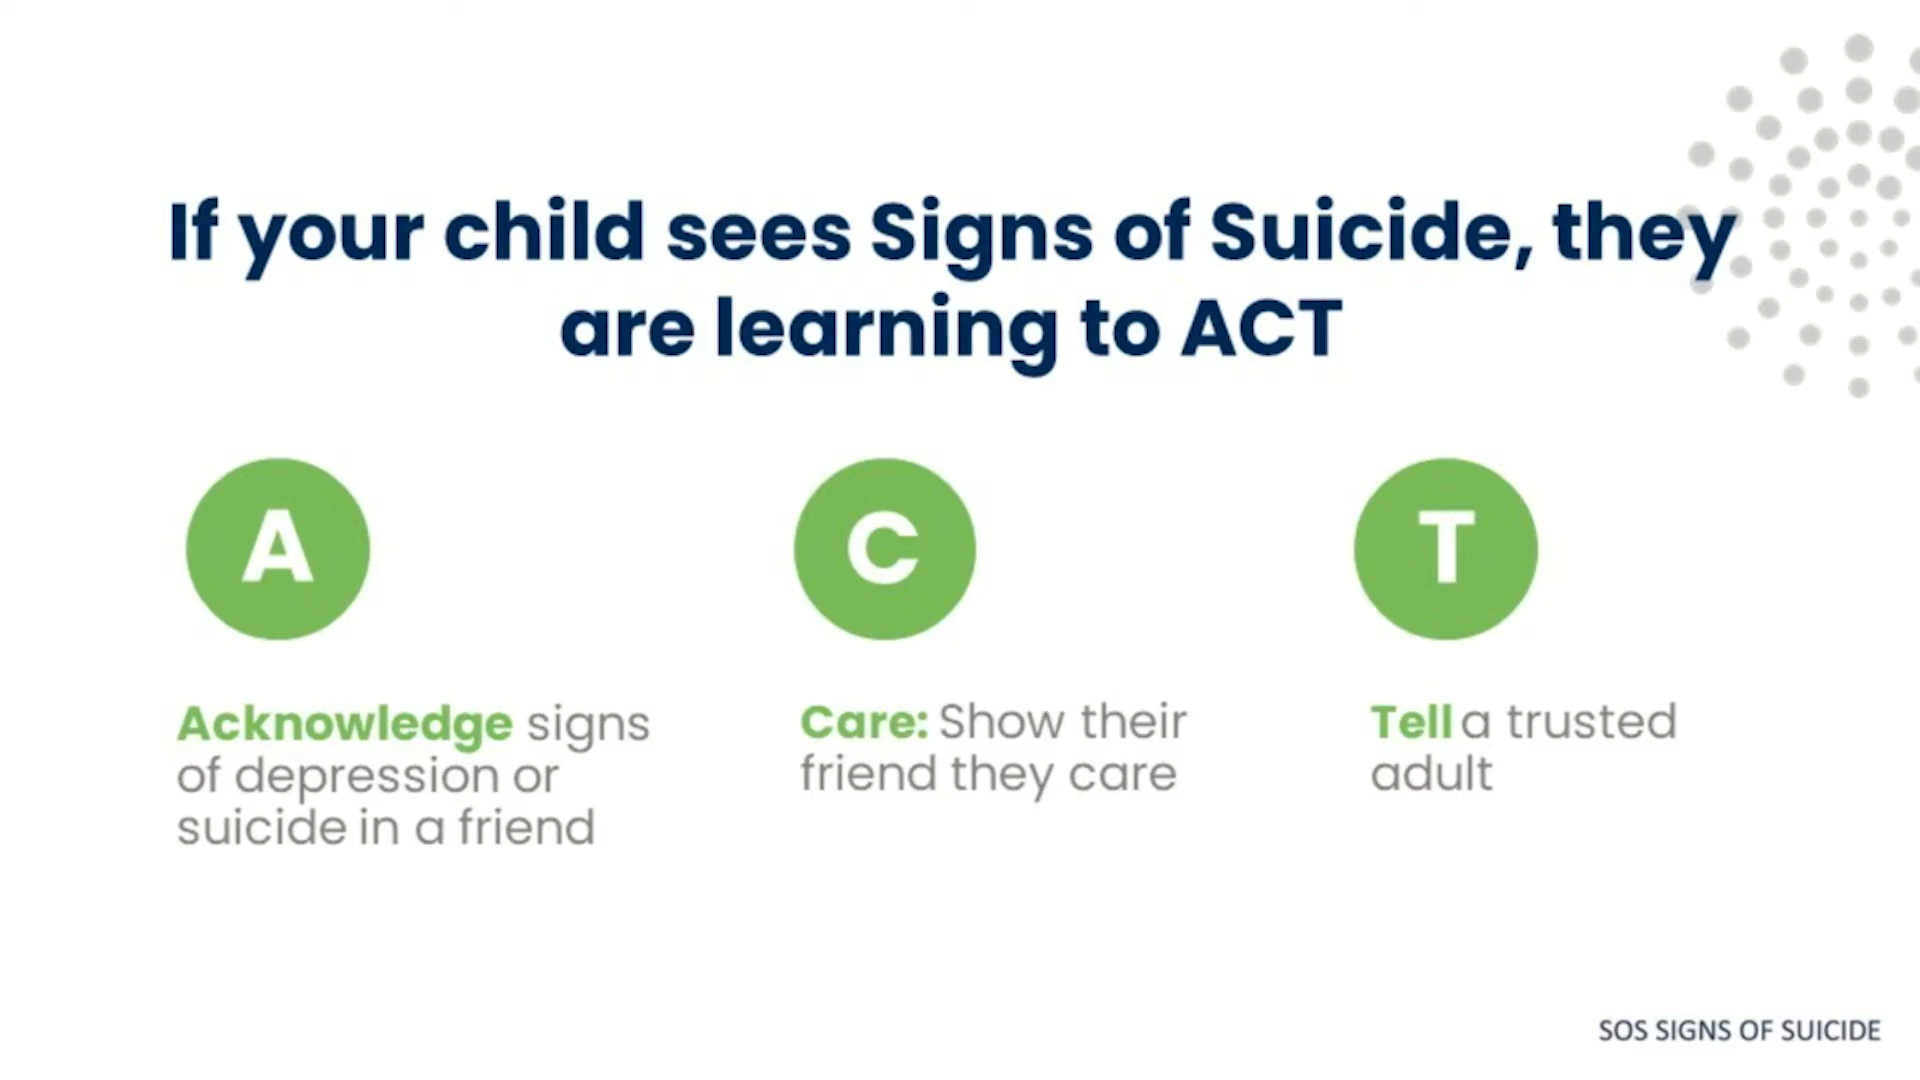 If your child sees Signs of Suicide, they
are learning to ACT
A
C
T
Acknowledge signs
of depression or
suicide in a friend
Care: Show their
friend they care
Tell a trusted
adult
SOS SIGNS OF SUICIDE